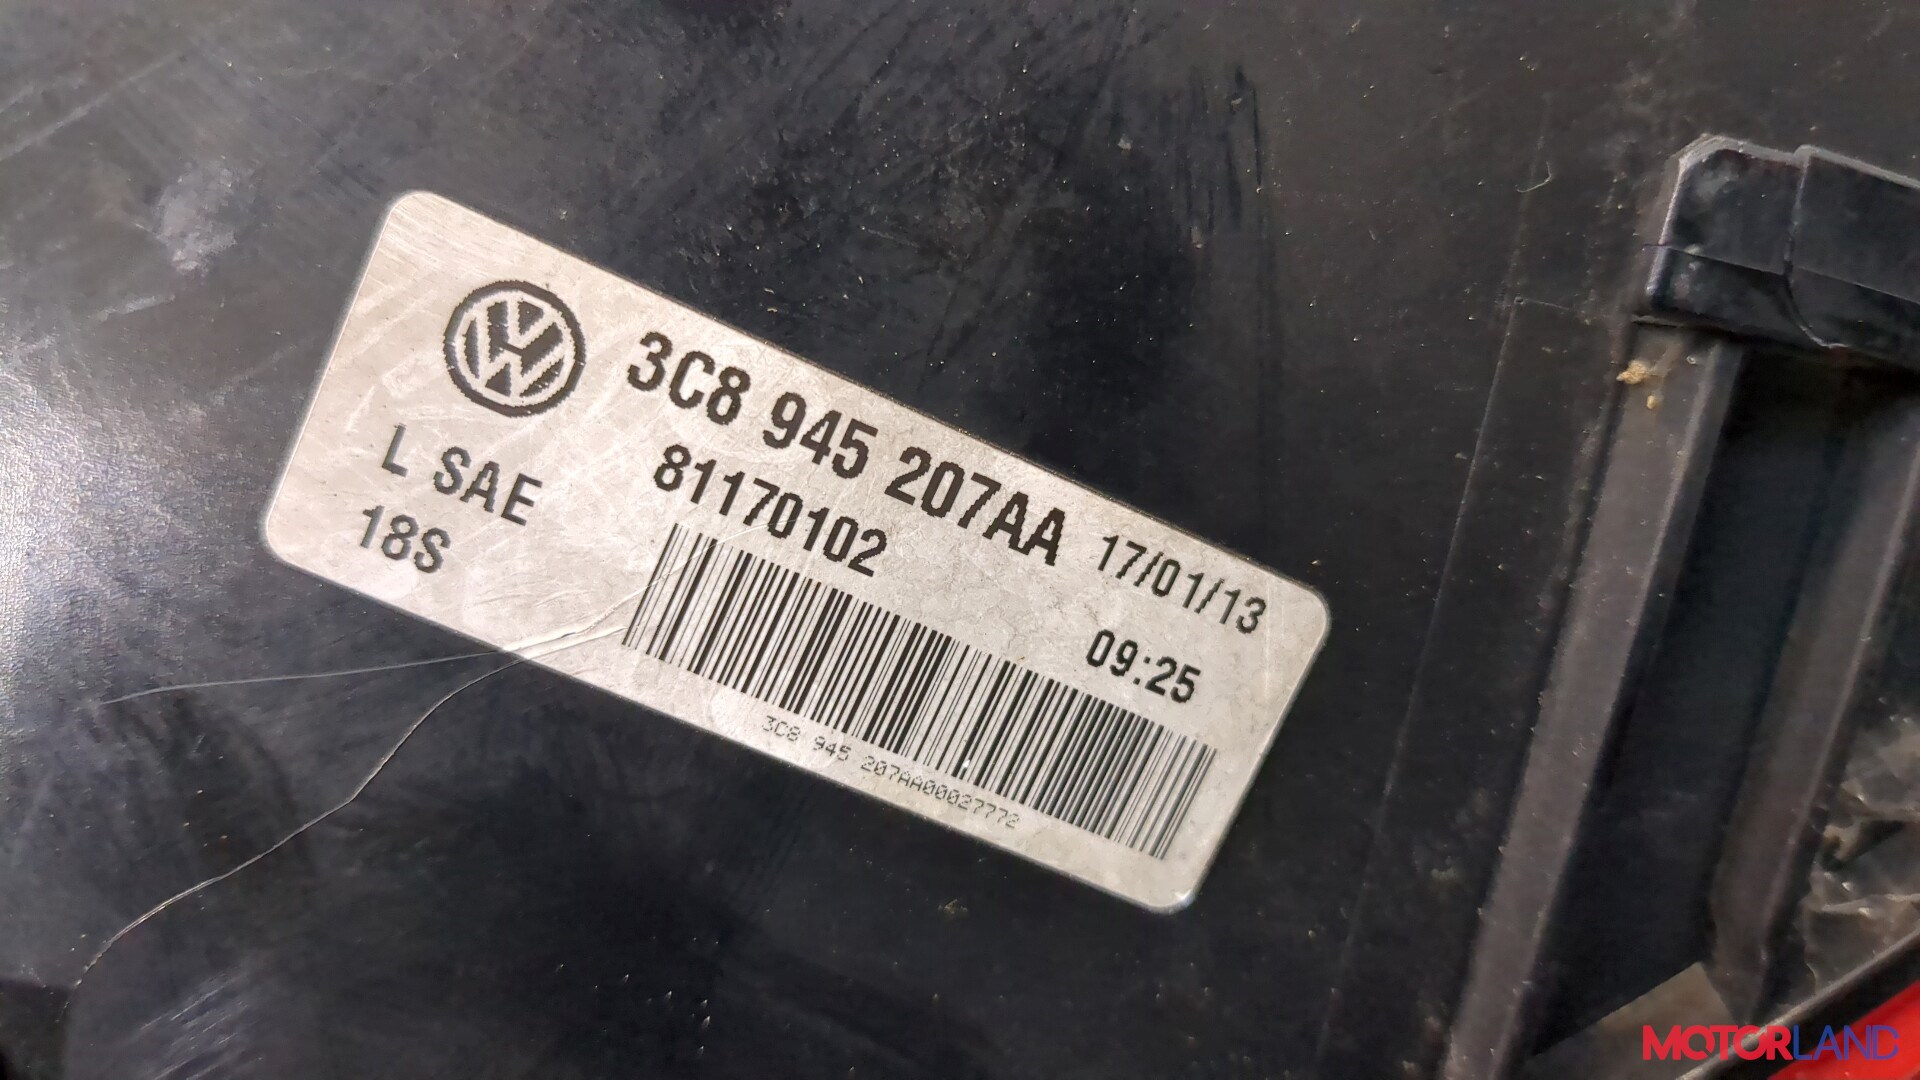 3C8 945 207AA 17/01/13
L SAE 81170102 09:25
18S
3C8 945 207AA00027772
MOTORLAND